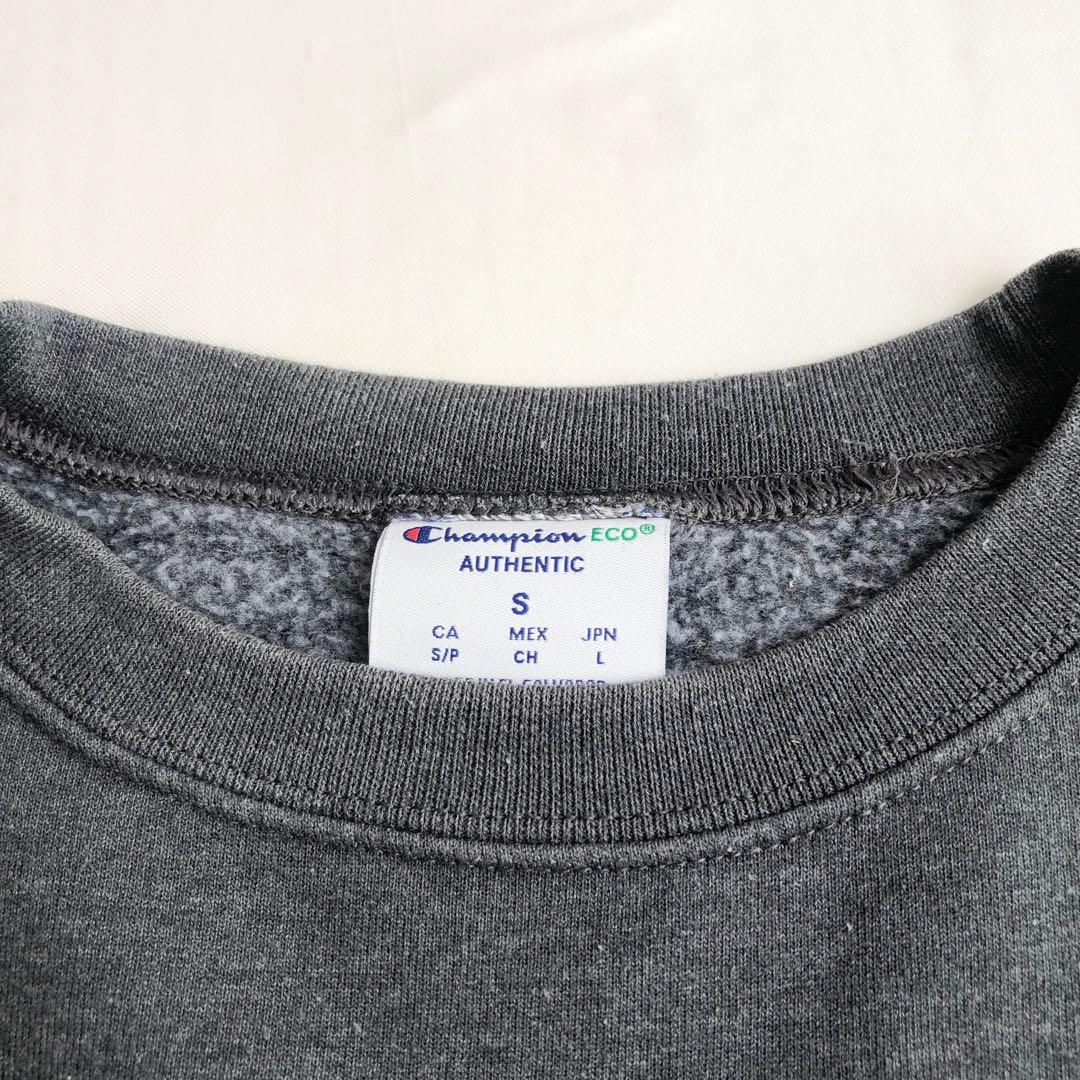 Champion ECO®
AUTHENTIC
S
CA MEX JPN
S/P CH L